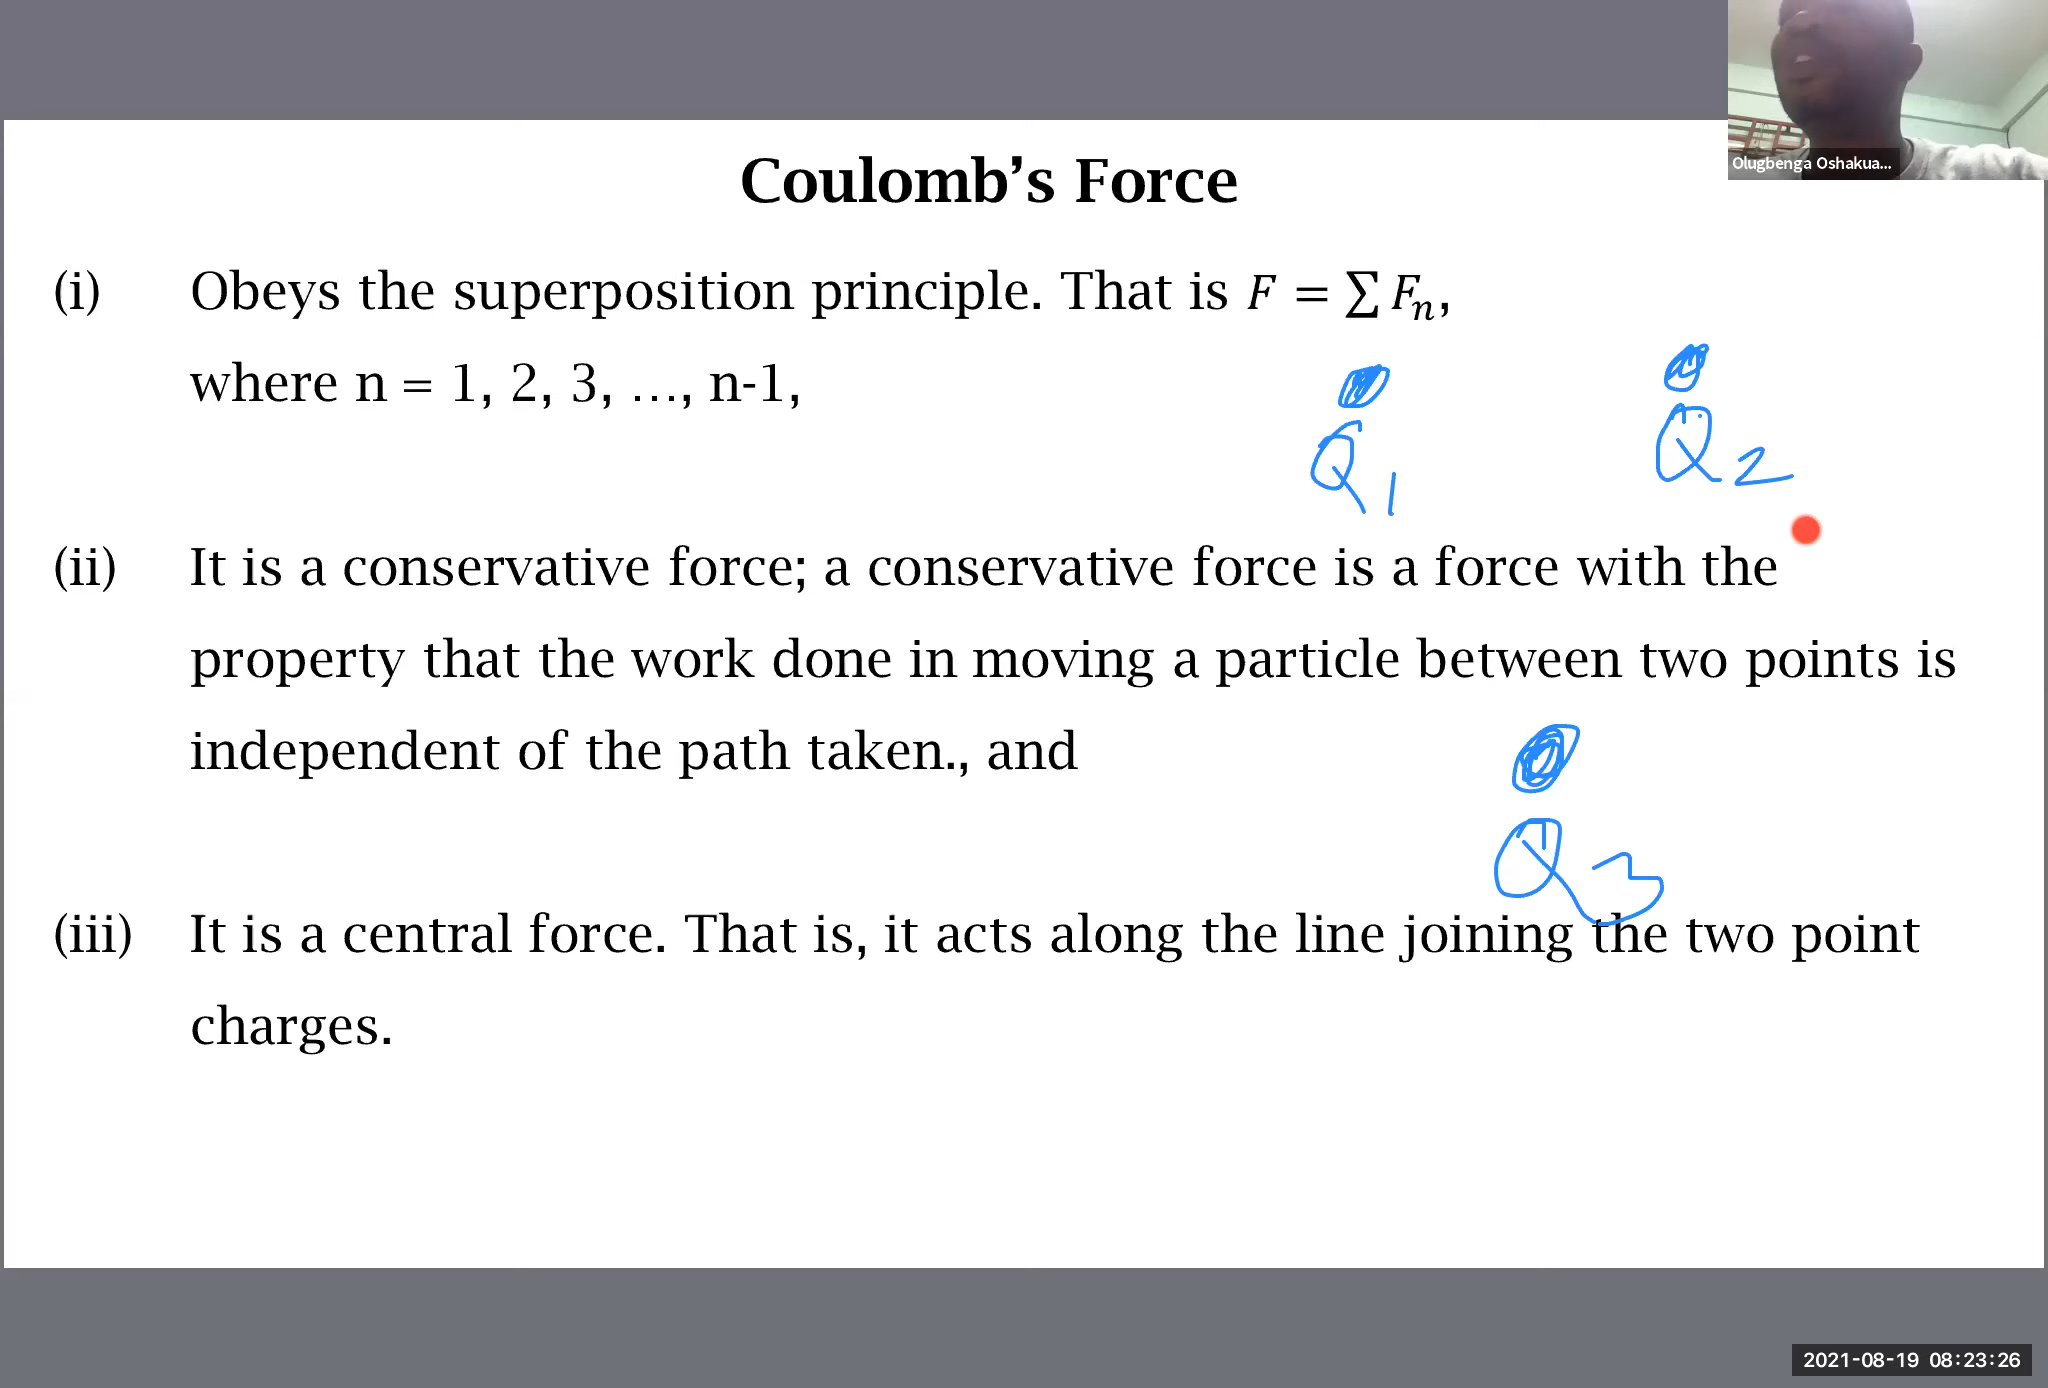 Olugbenga Oshakua...
Coulomb’s Force
(i) Obeys the superposition principle. That is F = ∑ Fₙ,
where n = 1, 2, 3, ..., n-1,
Q1 Q2
(ii) It is a conservative force; a conservative force is a force with the
property that the work done in moving a particle between two points is
independent of the path taken., and
Q3
(iii) It is a central force. That is, it acts along the line joining the two point
charges.
2021-08-19 08:23:26